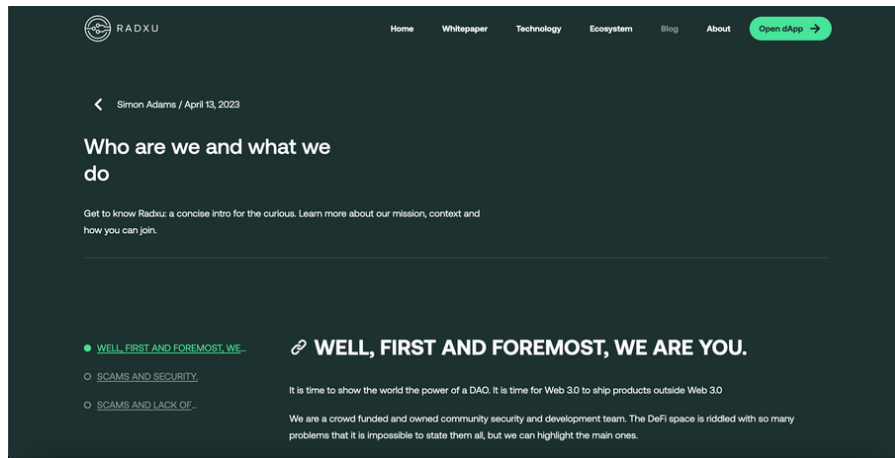 RADXU
Home Whitepaper Technology Ecosystem Blog About Open dApp
Simon Adams / April 13, 2023
Who are we and what we
do
Get to know Radxu: a concise intro for the curious. Learn more about our mission, context and
how you can join.
WELL, FIRST AND FOREMOST, WE...
SCAMS AND SECURITY.
SCAMS AND LACK OF...
WELL, FIRST AND FOREMOST, WE ARE YOU.
It is time to show the world the power of a DAO. It is time for Web 3.0 to ship products outside Web 3.0
We are a crowd funded and owned community security and development team. The DeFi space is riddled with so many
problems that it is impossible to state them all, but we can highlight the main ones.